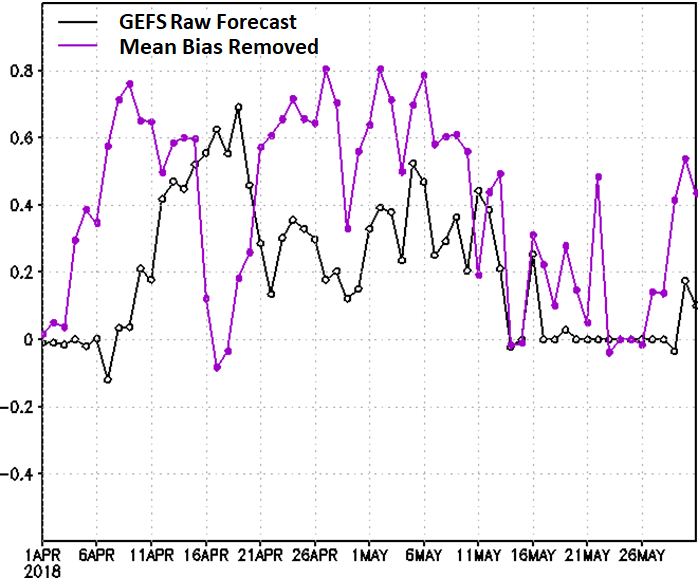 GEFS Raw Forecast
Mean Bias Removed
0.8
0.6
0.4
0.2
0
-0.2
-0.4
1APR 6APR 11APR 16APR 21APR 26APR 1MAY 6MAY 11MAY 16MAY 21MAY 26MAY
2018